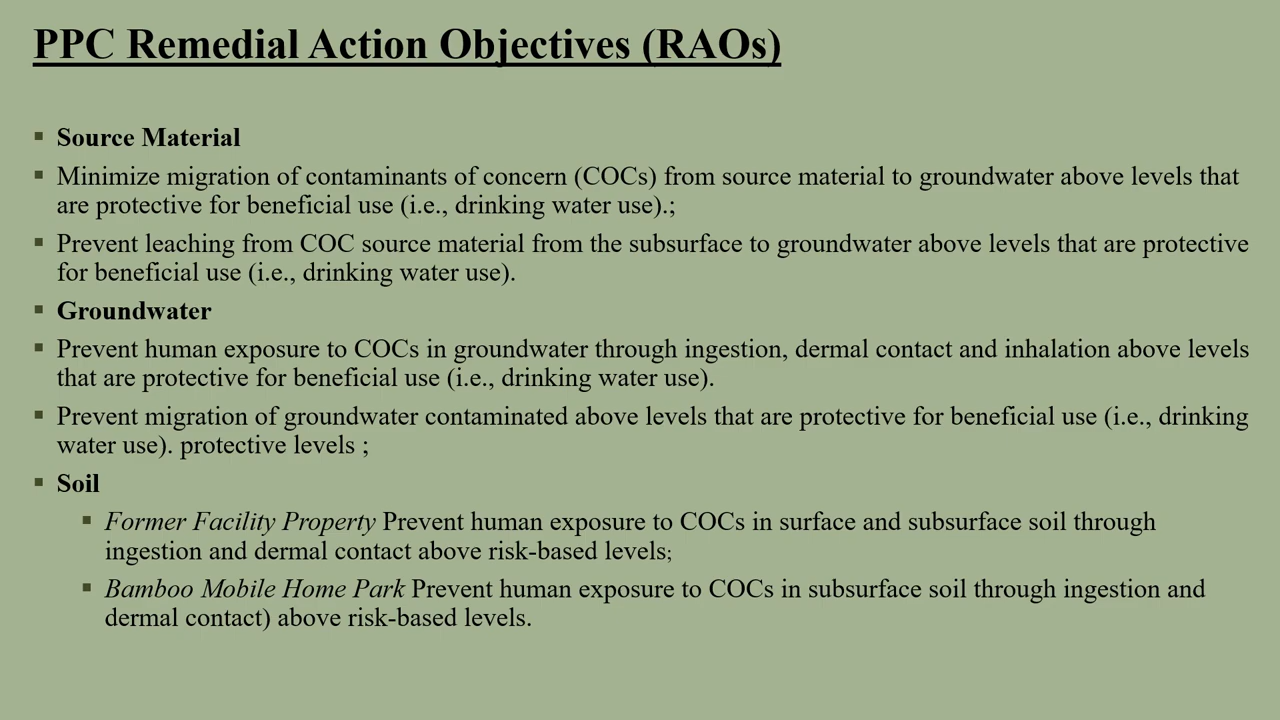 PPC Remedial Action Objectives (RAOs)
Source Material
Minimize migration of contaminants of concern (COCs) from source material to groundwater above levels that
are protective for beneficial use (i.e., drinking water use).;
Prevent leaching from COC source material from the subsurface to groundwater above levels that are protective
for beneficial use (i.e., drinking water use).
Groundwater
Prevent human exposure to COCs in groundwater through ingestion, dermal contact and inhalation above levels
that are protective for beneficial use (i.e., drinking water use).
Prevent migration of groundwater contaminated above levels that are protective for beneficial use (i.e., drinking
water use). protective levels ;
Soil
Former Facility Property Prevent human exposure to COCs in surface and subsurface soil through
ingestion and dermal contact above risk-based levels;
Bamboo Mobile Home Park Prevent human exposure to COCs in subsurface soil through ingestion and
dermal contact) above risk-based levels.